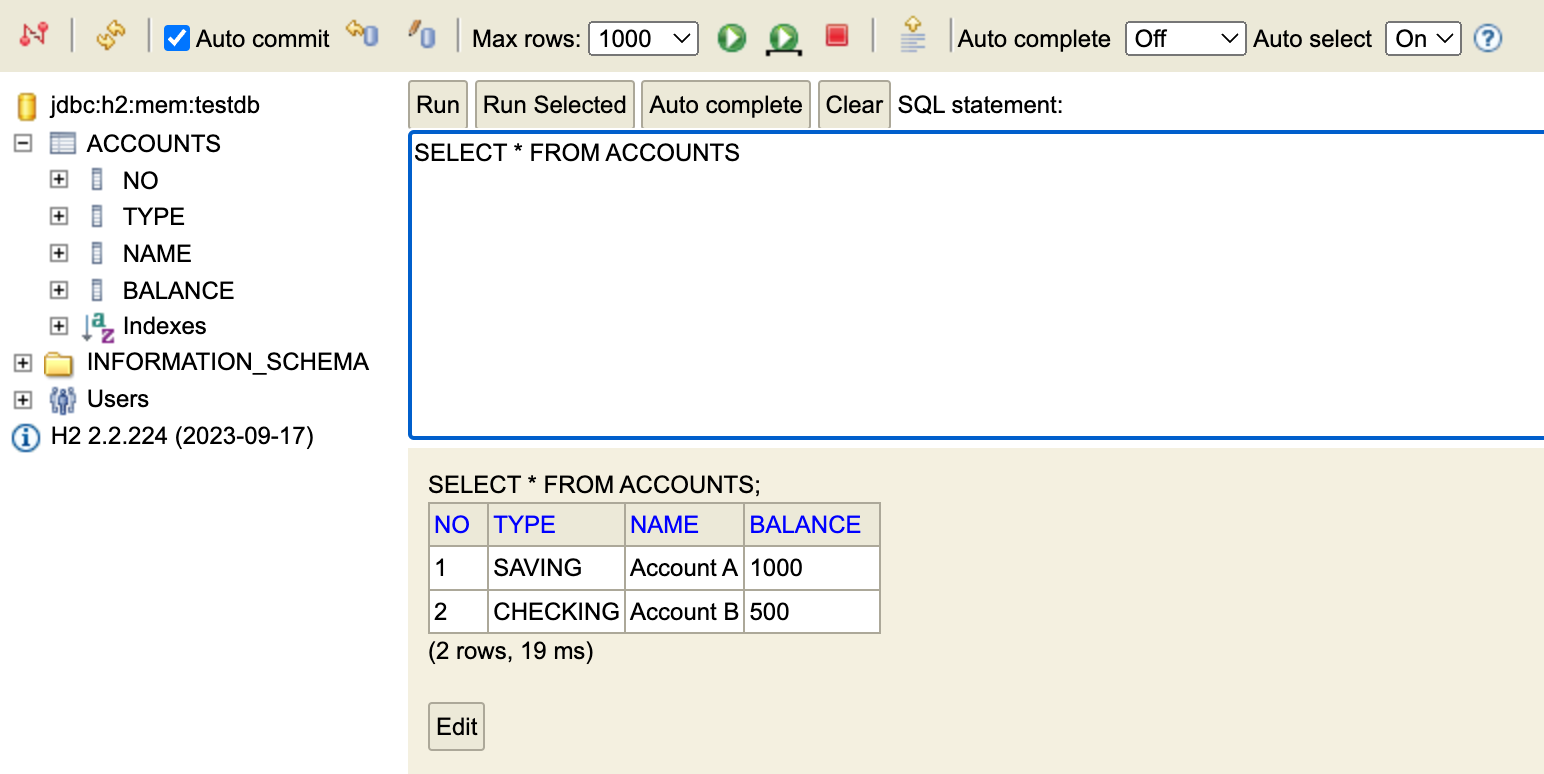 Auto commit Max rows: 1000 Auto complete Off Auto select On ?
jdbc:h2:mem:testdb
ACCOUNTS
NO
TYPE
NAME
BALANCE
a z Indexes
INFORMATION_SCHEMA
Users
i H2 2.2.224 (2023-09-17)
Run Run Selected Auto complete Clear SQL statement:
SELECT * FROM ACCOUNTS
SELECT * FROM ACCOUNTS;
NO TYPE NAME BALANCE
1 SAVING Account A 1000
2 CHECKING Account B 500
(2 rows, 19 ms)
Edit